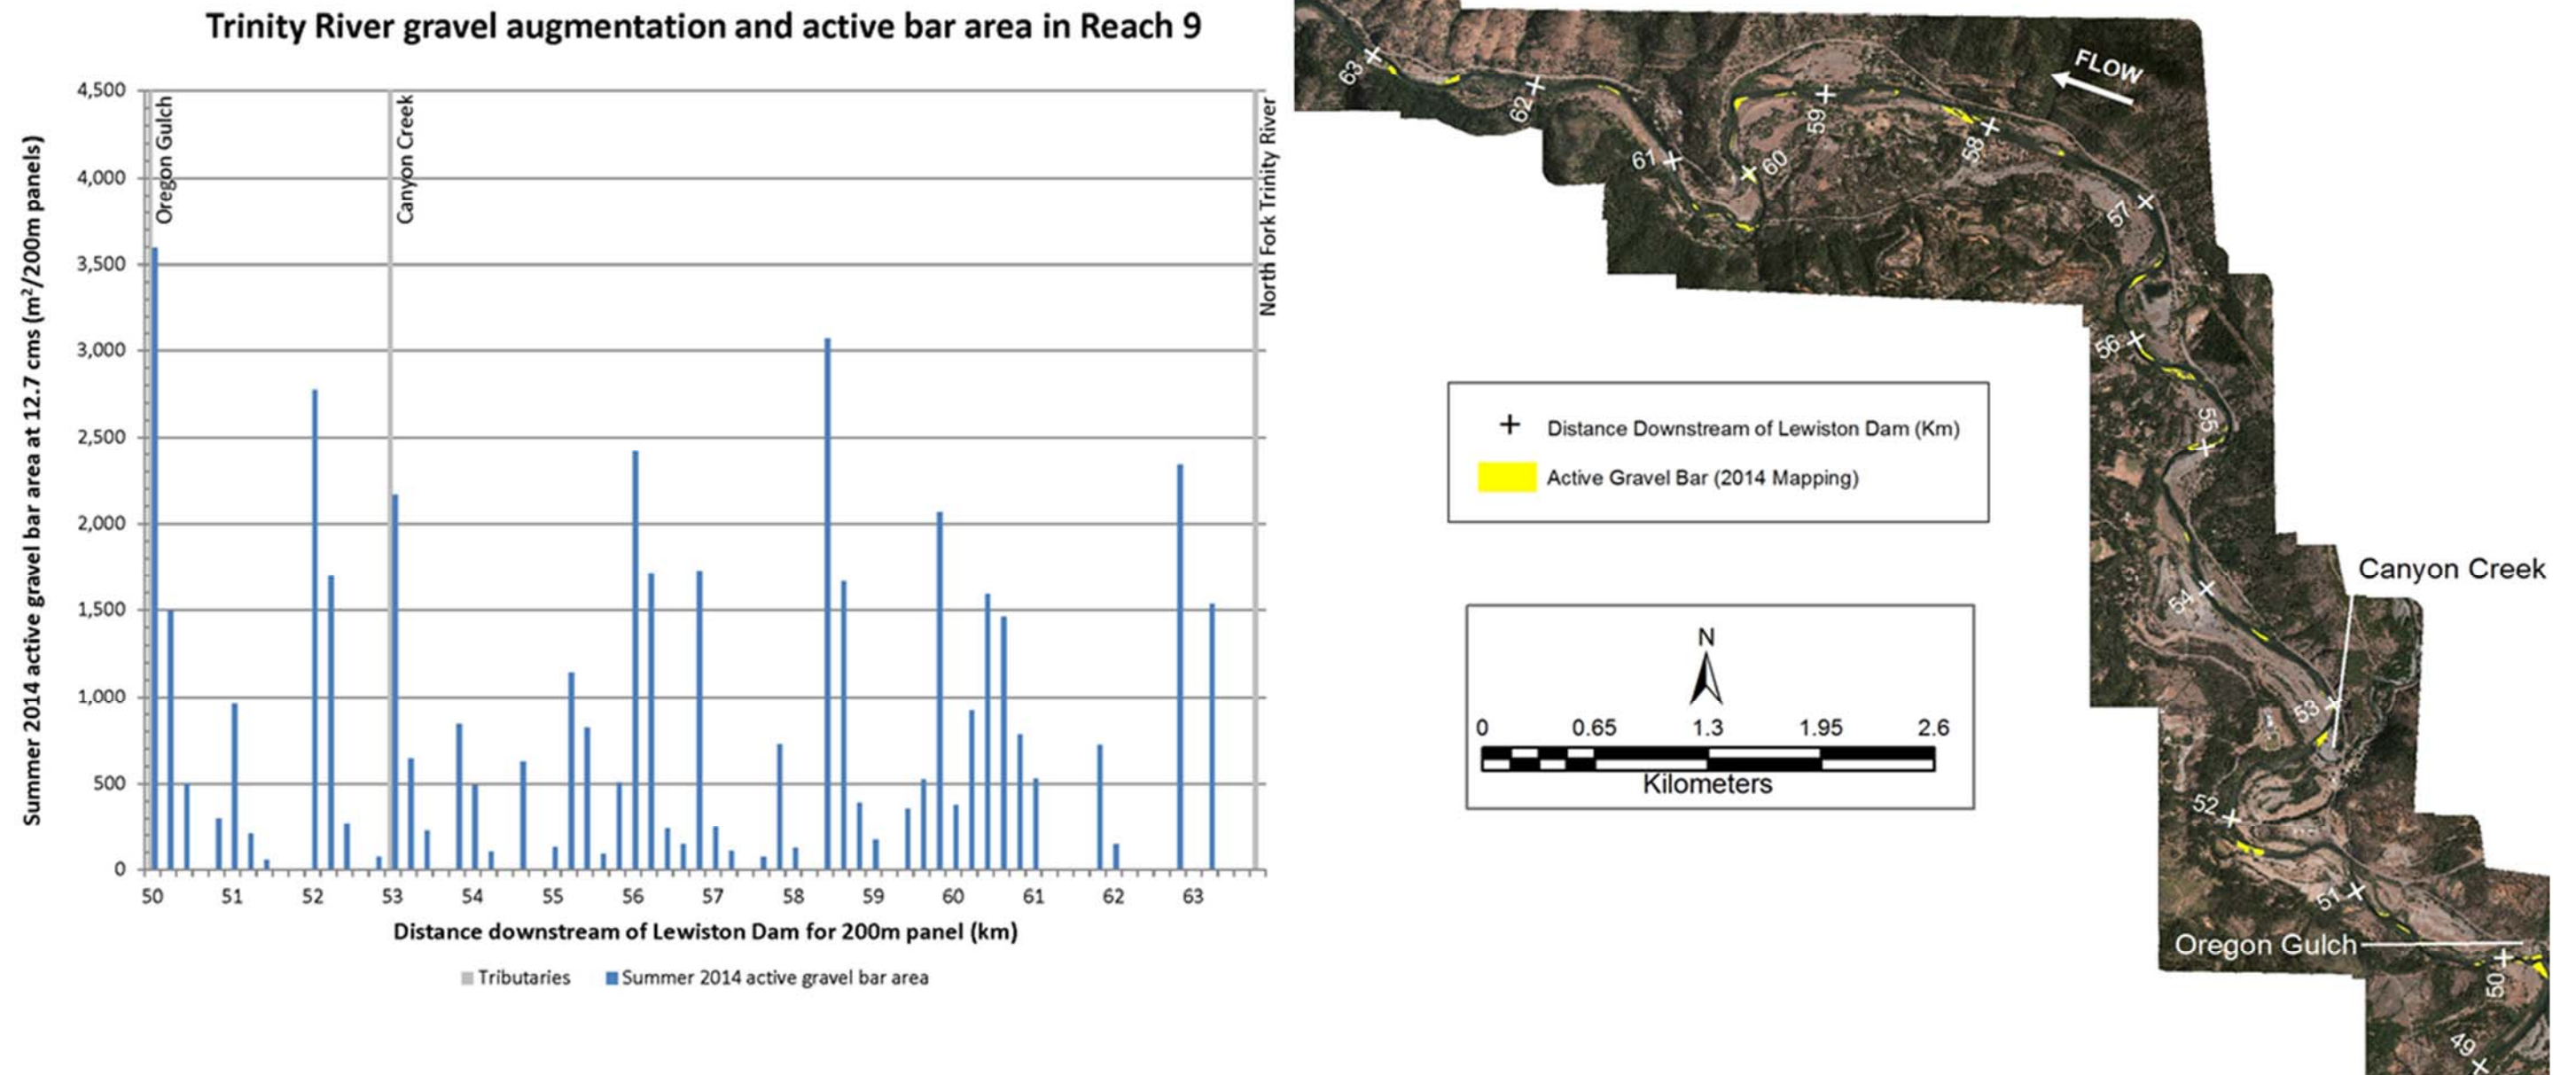 Trinity River gravel augmentation and active bar area in Reach 9
Summer 2014 active gravel bar area at 12.7 cms (m²/200m panels)
4,500
4,000
3,500
3,000
2,500
2,000
1,500
1,000
500
0
Oregon Gulch
Canyon Creek
North Fork Trinity River
50 51 52 53 54 55 56 57 58 59 60 61 62 63
Distance downstream of Lewiston Dam for 200m panel (km)
Tributaries Summer 2014 active gravel bar area
FLOW
63
62
61
60
59
58
57
56
55
54
53
52
51
50
49
Canyon Creek
Oregon Gulch
+ Distance Downstream of Lewiston Dam (Km)
Active Gravel Bar (2014 Mapping)
N
0 0.65 1.3 1.95 2.6
Kilometers